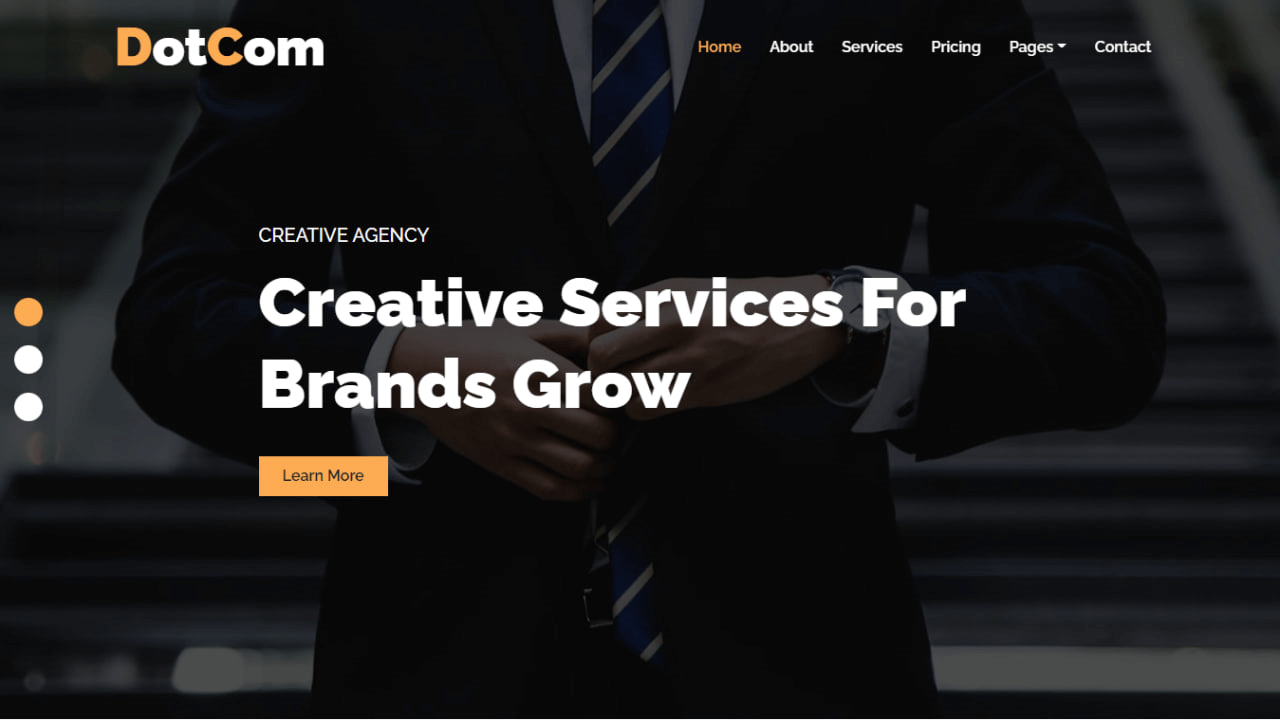 DotCom
Home About Services Pricing Pages Contact
CREATIVE AGENCY
Creative Services For
Brands Grow
Learn More